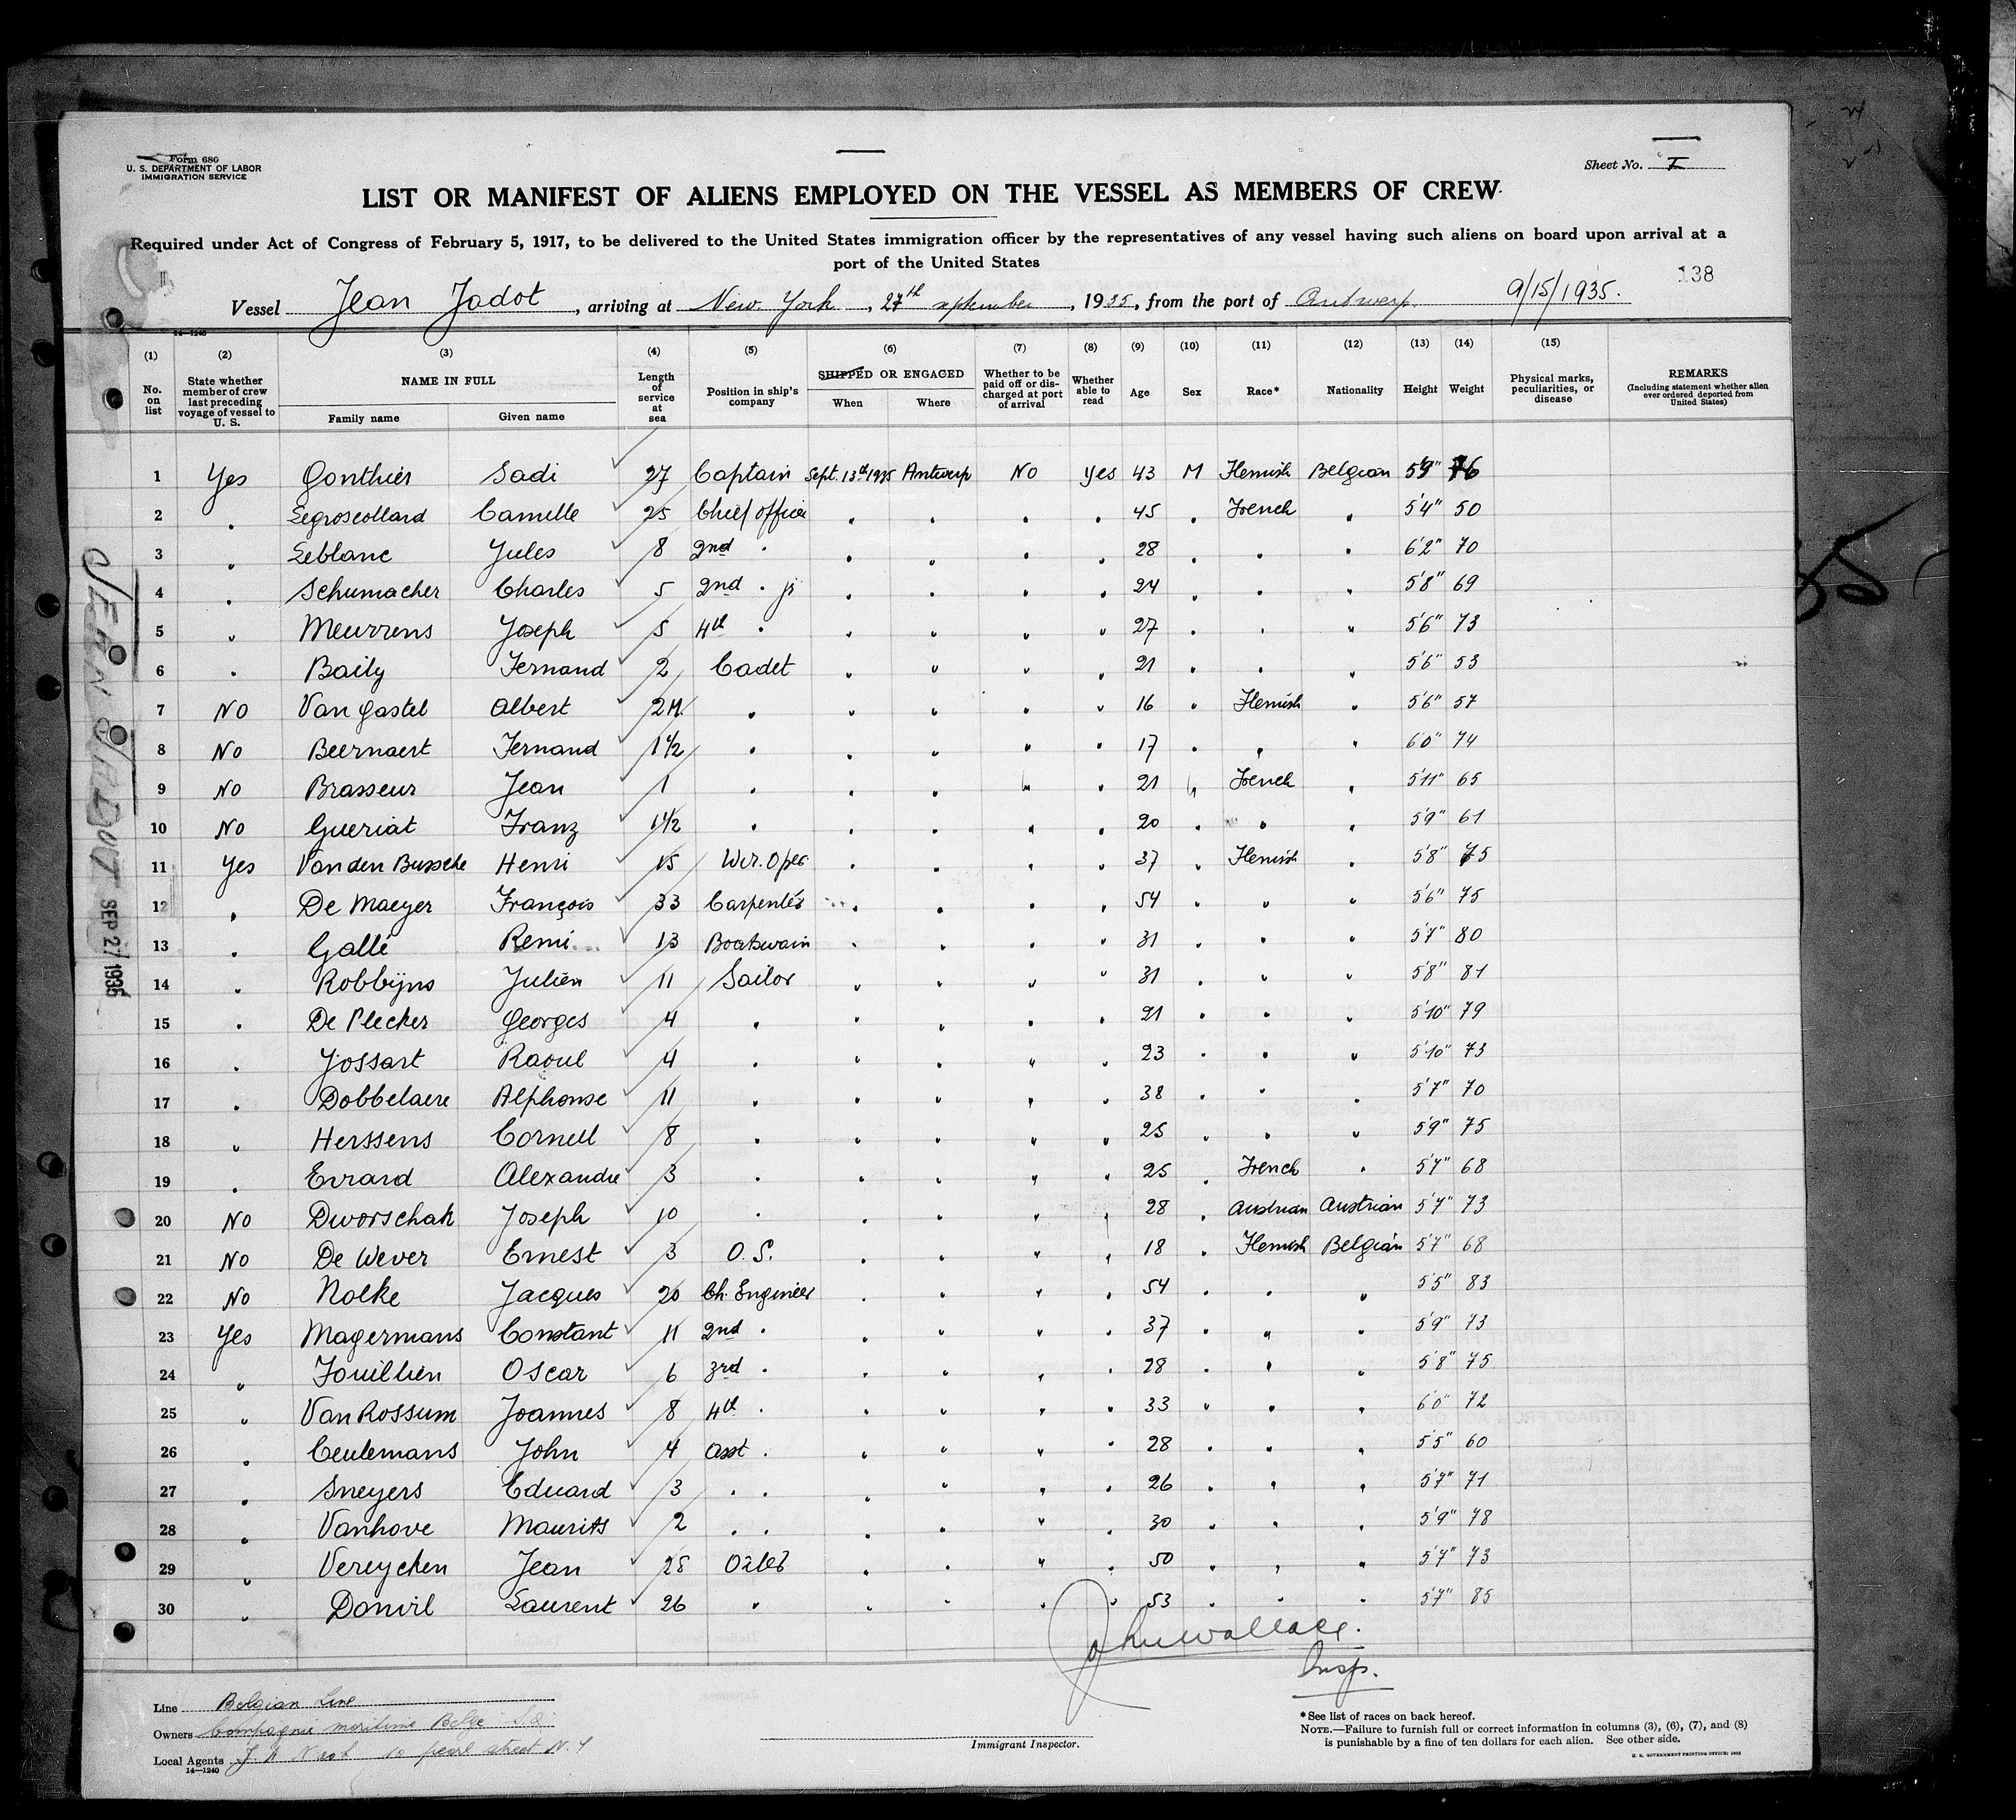 Form 680
U. S. DEPARTMENT OF LABOR
IMMIGRATION SERVICE
Sheet No. I
LIST OR MANIFEST OF ALIENS EMPLOYED ON THE VESSEL AS MEMBERS OF CREW
Required under Act of Congress of February 5, 1917, to be delivered to the United States immigration officer by the representatives of any vessel having such aliens on board upon arrival at a
port of the United States
138
Vessel Jean Jadot, arriving at New York, 27th september, 1935, from the port of Antwerp. 9/15/1935.
14—1240
(1) (2) (3) (4) (5) (6) (7) (8) (9) (10) (11) (12) (13) (14) (15)
No. on list | State whether member of crew last preceding voyage of vessel to U. S. | NAME IN FULL Family name Given name | Length of service at sea | Position in ship's company | SHIPPED OR ENGAGED When Where | Whether to be paid off or discharged at port of arrival | Whether able to read | Age | Sex | Race* | Nationality | Height | Weight | Physical marks, peculiarities, or disease | REMARKS (Including statement whether alien ever ordered deported from United States)
1 Yes Gonthier Sadi 27 Captain Sept. 13th 1935 Antwerp No Yes 43 M Flemish Belgian 5'9" 76
2 " Legroscollard Camille 25 Chief officer " " " " 45 " French " 5'4" 50
3 " Leblanc Jules 8 2nd " " " " " 28 " " " 6'2" 70
4 " Schumacher Charles 5 2nd " jr " " " " 24 " " " 5'8" 69
5 " Meurrens Joseph 5 4th " " " " " 27 " " " 5'6" 73
6 " Baily Fernand 2 Cadet " " " " 21 " " " 5'6" 53
7 No Van Gastel Albert 2M " " " " " 16 " Flemish " 5'6" 57
8 No Beernaert Fernand 1 1/2 " " " " " 17 " " " 6'0" 74
9 No Brasseur Jean 1 " " " " " 21 " French " 5'11" 65
10 No Gueriat Franz 1 1/2 " " " " " 20 " " " 5'9" 61
11 Yes Van den Bussche Henri 15 Wir. Oper " " " " 37 " Flemish " 5'8" 75
12 " De Maeyer François 33 Carpenter " " " " 54 " " " 5'6" 75
13 " Gallé Remi 13 Boatswain " " " " 31 " " " 5'7" 80
14 " Robbijns Julien 11 Sailor " " " " 31 " " " 5'8" 81
15 " De Plecker Georges 4 " " " " " 21 " " " 5'10" 79
16 " Jossart Raoul 4 " " " " " 23 " " " 5'10" 73
17 " Dobbelaere Alphonse 11 " " " " " 38 " " " 5'7" 70
18 " Herssens Cornell 8 " " " " " 25 " " " 5'9" 75
19 " Evrard Alexandre 3 " " " " " 25 " French " 5'7" 68
20 No Dworschak Joseph 10 " " " " " 28 " Austrian Austrian 5'7" 73
21 No De Wever Ernest 3 O. S. " " " " 18 " Flemish Belgian 5'7" 68
22 No Nolke Jacques 20 Ch. Engineer " " " " 54 " " " 5'5" 83
23 Yes Magermans Constant 11 2nd " " " " " 37 " " " 5'9" 73
24 " Fouillien Oscar 6 3rd " " " " " 28 " " " 5'8" 75
25 " Van Rossum Joannes 8 4th " " " " " 33 " " " 6'0" 72
26 " Ceulemans John 4 asst " " " " " 28 " " " 5'5" 60
27 " Sneyers Eduard 3 " " " " " " 26 " " " 5'7" 71
28 " Vanhove Maurits 2 " " " " " " 30 " " " 5'9" 78
29 " Vereycken Jean 28 " " " " 50 " " " 5'7" 73
30 " Donvil Laurent 26 " " " " " 53 " " " 5'7" 85
JEAN JADOT SEP 27 1935
John Wallace.
Insp.
Line Belgian Line
Owners Compagnie maritime Belge S.A.
Local Agents 10 pearl street N. Y
14—1240
Immigrant Inspector.
*See list of races on back hereof.
NOTE.—Failure to furnish full or correct information in columns (3), (6), (7), and (8)
is punishable by a fine of ten dollars for each alien. See other side.